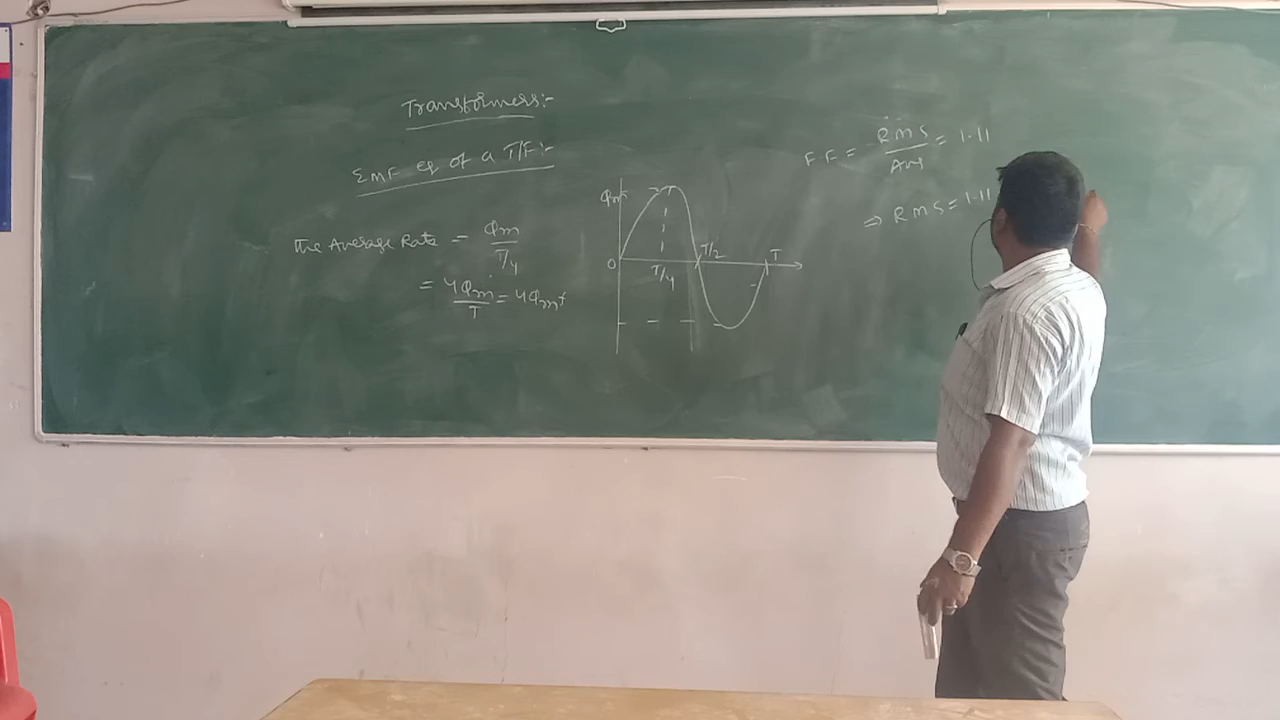 Transformers:-
EMF eq of a T/F:-
The Average Rate = Φm / T/4
= 4Φm / T = 4Φmf
Φm
0
T/4
T/2
T
F F = RMS / Ave = 1.11
⇒ RMS = 1.11